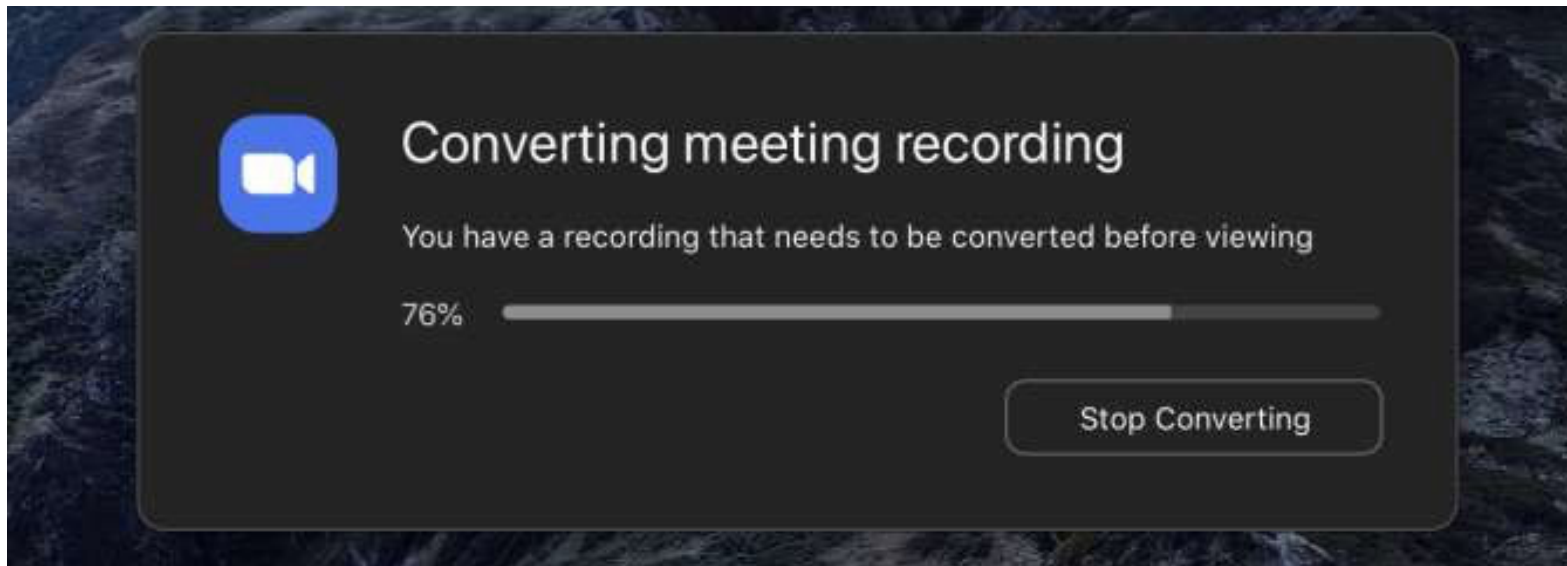 Converting meeting recording
You have a recording that needs to be converted before viewing
76%
Stop Converting